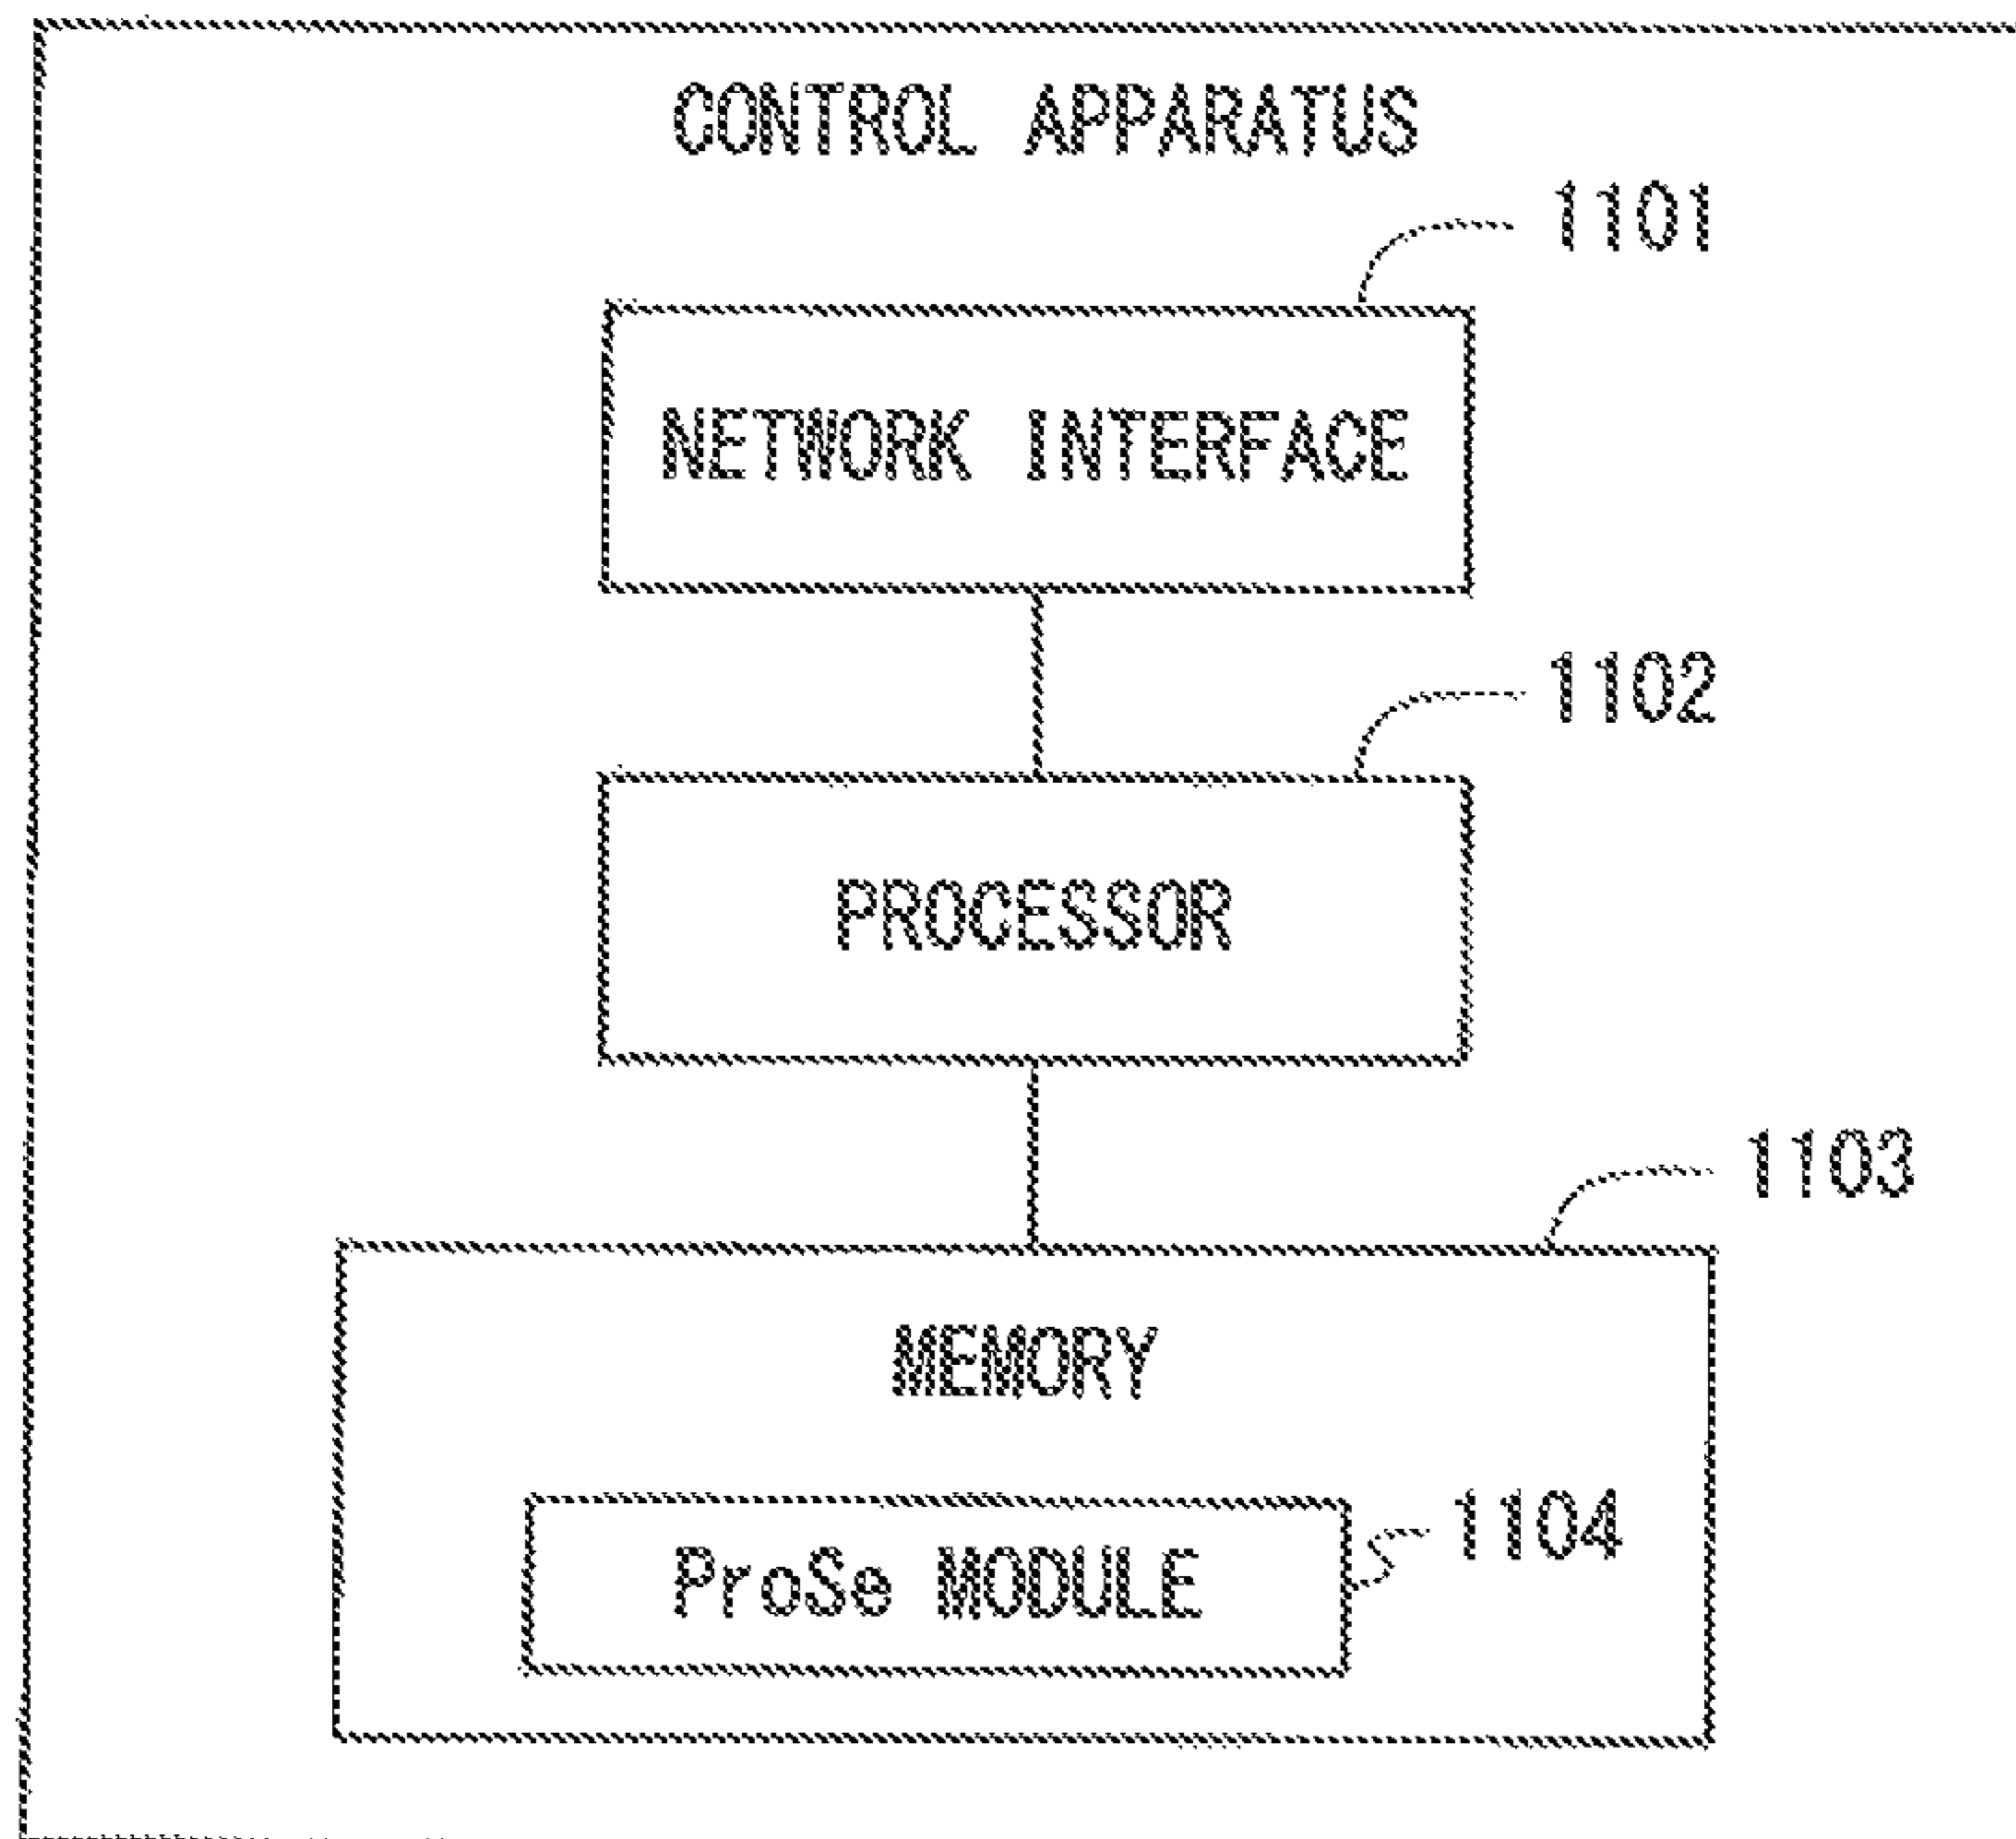 CONTROL APPARATUS
1101
NETWORK INTERFACE
1102
PROCESSOR
1103
MEMORY
ProSe MODULE
1104